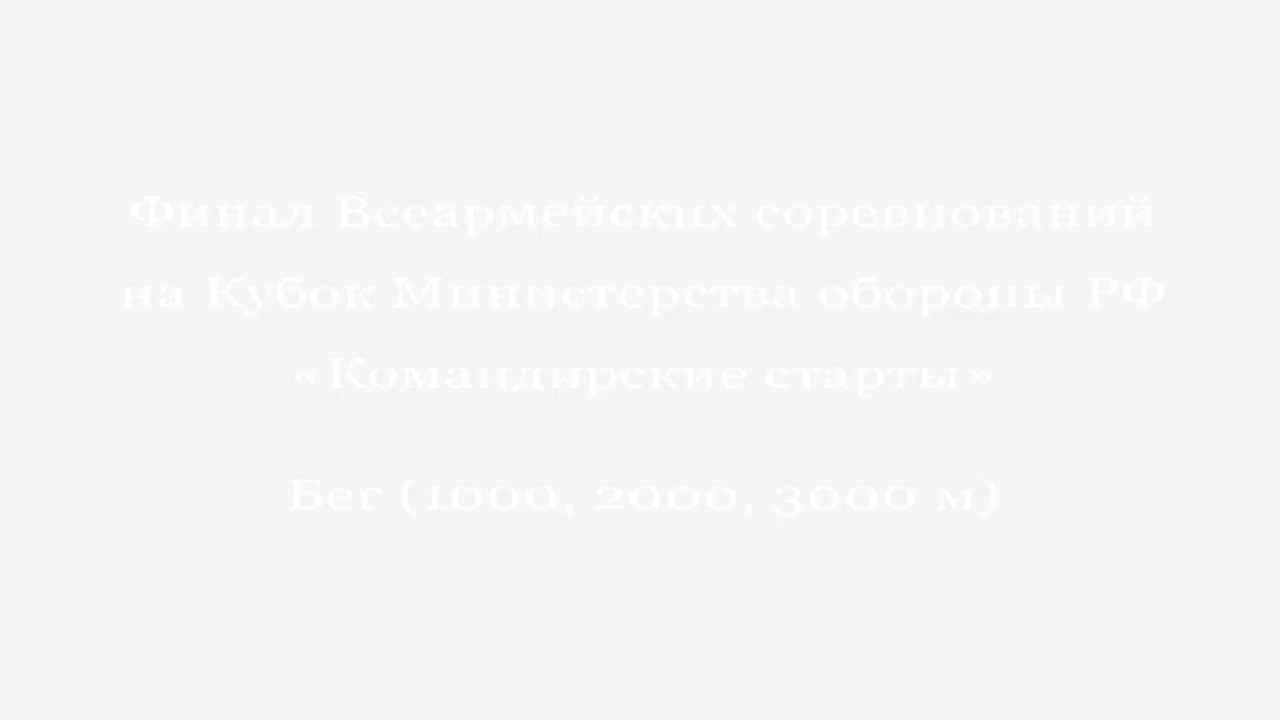 Финал Всеармейских соревнований
на Кубок Министерства обороны РФ
«Командирские старты»
Бег (1000, 2000, 3000 м)